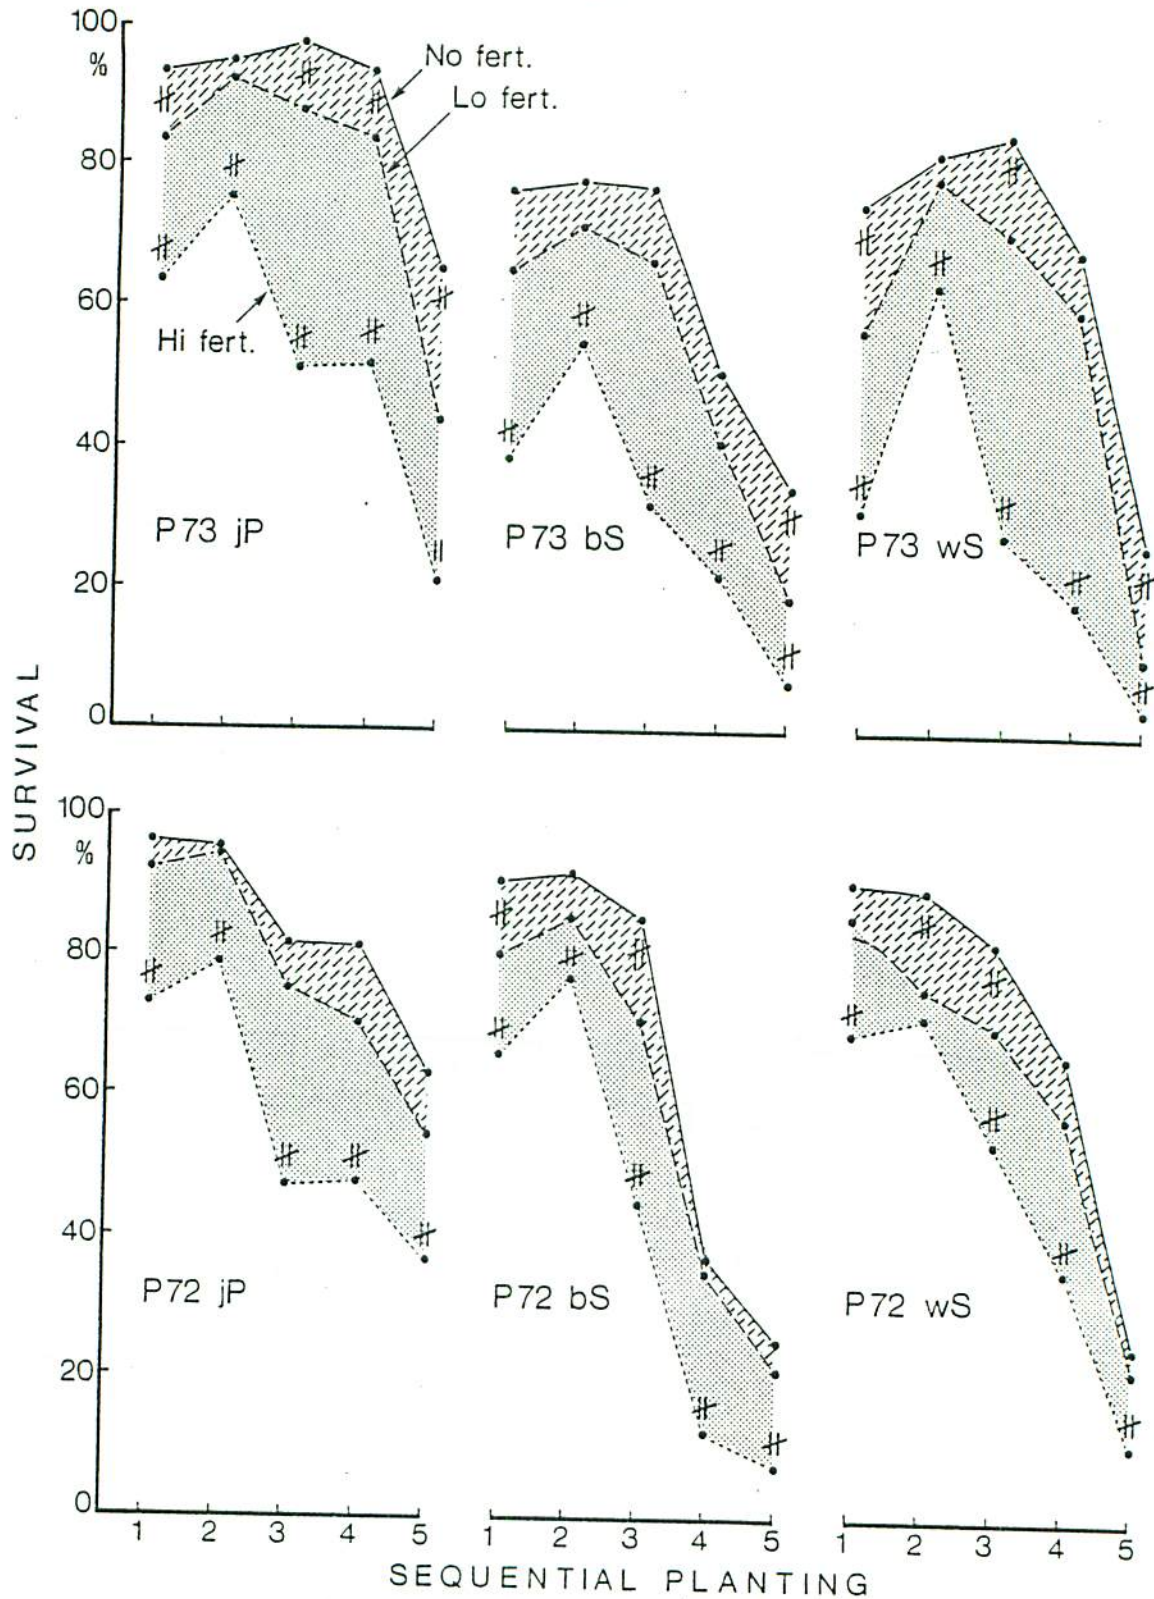 100
%
No fert.
Lo fert.
80
60
Hi fert.
40
P73 jP
P73 bS
P73 wS
20
0
SURVIVAL
100
%
80
60
40
P72 jP
P72 bS
P72 wS
20
0
1 2 3 4 5
1 2 3 4 5
1 2 3 4 5
SEQUENTIAL PLANTING